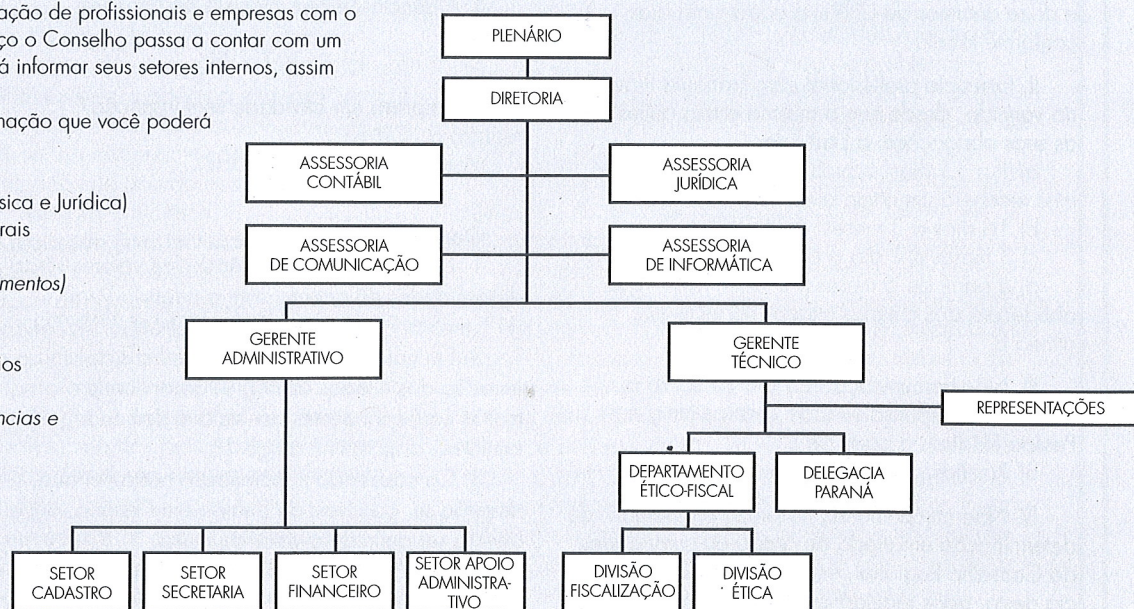 ação de profissionais e empresas com o
ço o Conselho passa a contar com um
á informar seus setores internos, assim
mação que você poderá
sica e Jurídica)
rais
mentos)
ios
ncias e
PLENÁRIO
DIRETORIA
ASSESSORIA
CONTÁBIL
ASSESSORIA
JURÍDICA
ASSESSORIA
DE COMUNICAÇÃO
ASSESSORIA
DE INFORMÁTICA
GERENTE
ADMINISTRATIVO
GERENTE
TÉCNICO
REPRESENTAÇÕES
DEPARTAMENTO
ÉTICO-FISCAL
DELEGACIA
PARANÁ
SETOR
CADASTRO
SETOR
SECRETARIA
SETOR
FINANCEIRO
SETOR APOIO
ADMINISTRA-
TIVO
DIVISÃO
FISCALIZAÇÃO
DIVISÃO
ÉTICA